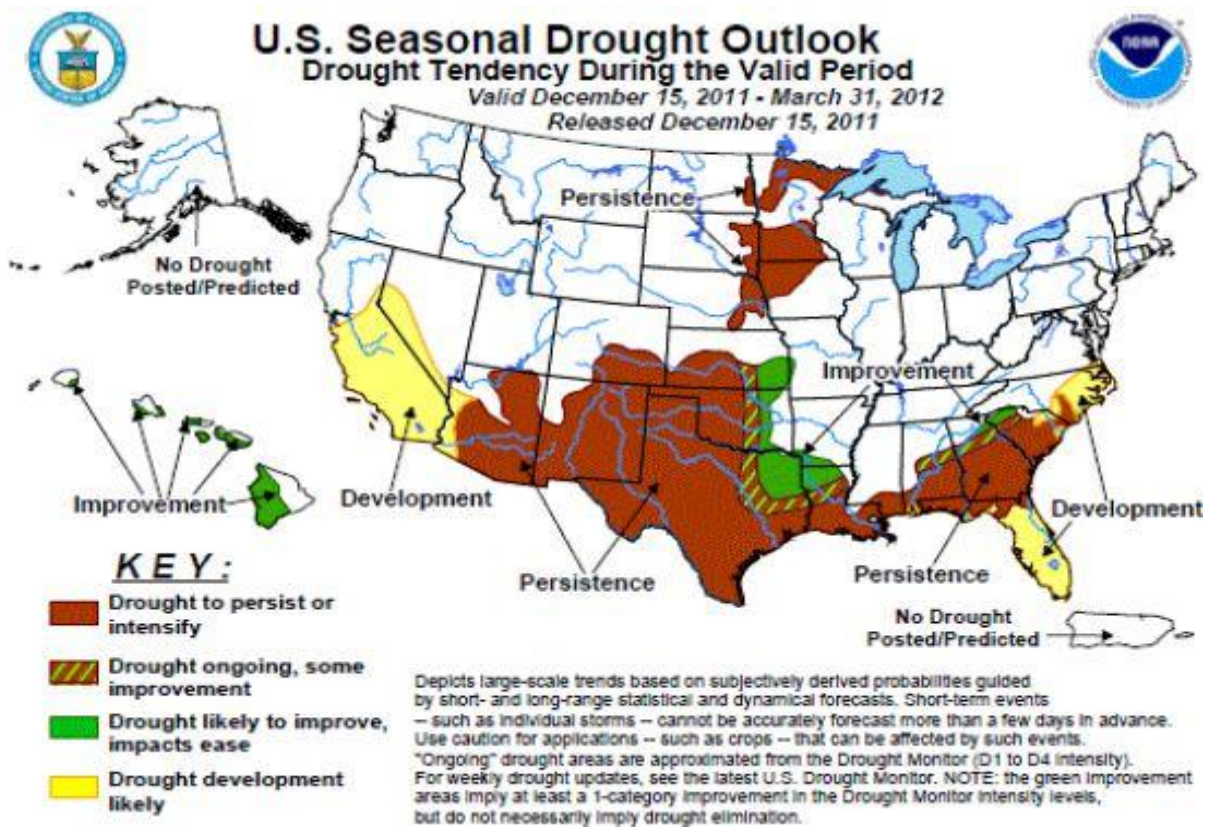 U.S. Seasonal Drought Outlook
Drought Tendency During the Valid Period
Valid December 15, 2011 - March 31, 2012
Released December 15, 2011
NOAA
Persistence
No Drought
Posted/Predicted
Improvement
Improvement
Development
Development
Persistence
Persistence
No Drought
Posted/Predicted
KEY:
Drought to persist or
intensify
Drought ongoing, some
improvement
Drought likely to improve,
impacts ease
Drought development
likely
Depicts large-scale trends based on subjectively derived probabilities guided
by short- and long-range statistical and dynamical forecasts. Short-term events
-- such as individual storms -- cannot be accurately forecast more than a few days in advance.
Use caution for applications -- such as crops -- that can be affected by such events.
"Ongoing" drought areas are approximated from the Drought Monitor (D1 to D4 intensity).
For weekly drought updates, see the latest U.S. Drought Monitor. NOTE: the green improvement
areas imply at least a 1-category improvement in the Drought Monitor intensity levels,
but do not necessarily imply drought elimination.